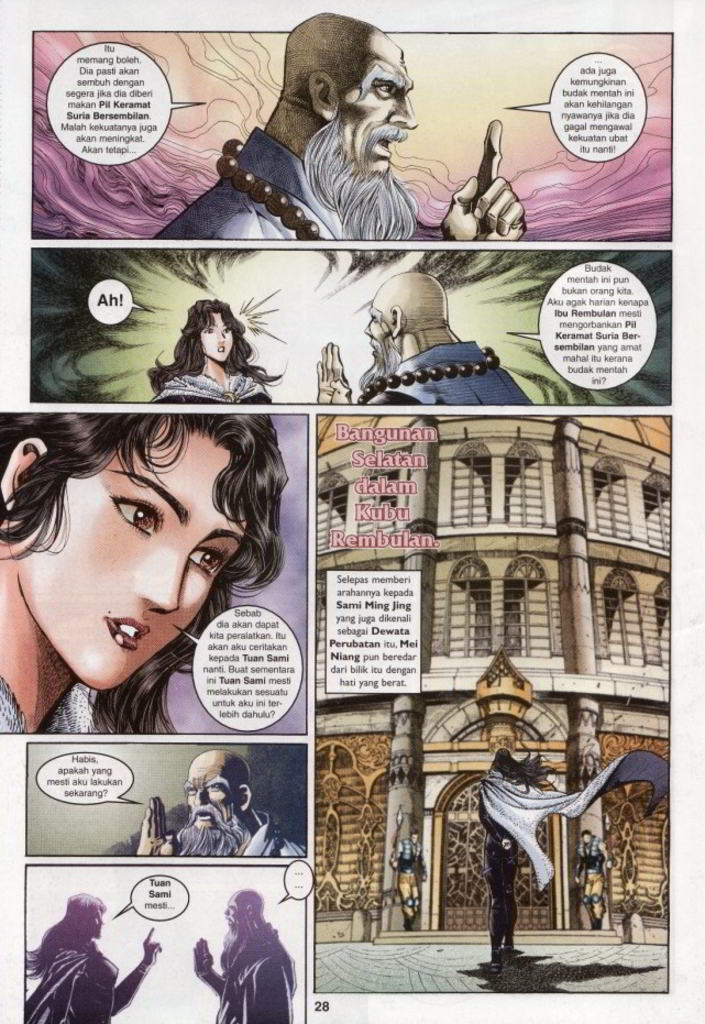 Itu
memang boleh.
Dia pasti akan
sembuh dengan
segera jika dia diberi
makan Pil Keramat
Suria Bersembilan.
Malah kekuatanya juga
akan meningkat.
Akan tetapi...
...
ada juga
kemungkinan
budak mentah ini
akan kehilangan
nyawanya jika dia
gagal mengawal
kekuatan ubat
itu nanti!
Ah!
Budak
mentah ini pun
bukan orang kita.
Aku agak harian kenapa
Ibu Rembulan mesti
mengorbankan Pil
Keramat Suria Ber-
sembilan yang amat
mahal itu kerana
budak mentah
ini?
Sebab
dia akan dapat
kita peralatkan. Itu
akan aku ceritakan
kepada Tuan Sami
nanti. Buat sementara
ini Tuan Sami mesti
melakukan sesuatu
untuk aku ini ter-
lebih dahulu?
Habis,
apakah yang
mesti aku lakukan
sekarang?
Tuan
Sami
mesti...
...
...
Bangunan
Selatan
dalam
Kubu
Rembulan.
Selepas memberi
arahannya kepada
Sami Ming Jing
yang juga dikenali
sebagai Dewata
Perubatan itu, Mei
Niang pun beredar
dari bilik itu dengan
hati yang berat.
28